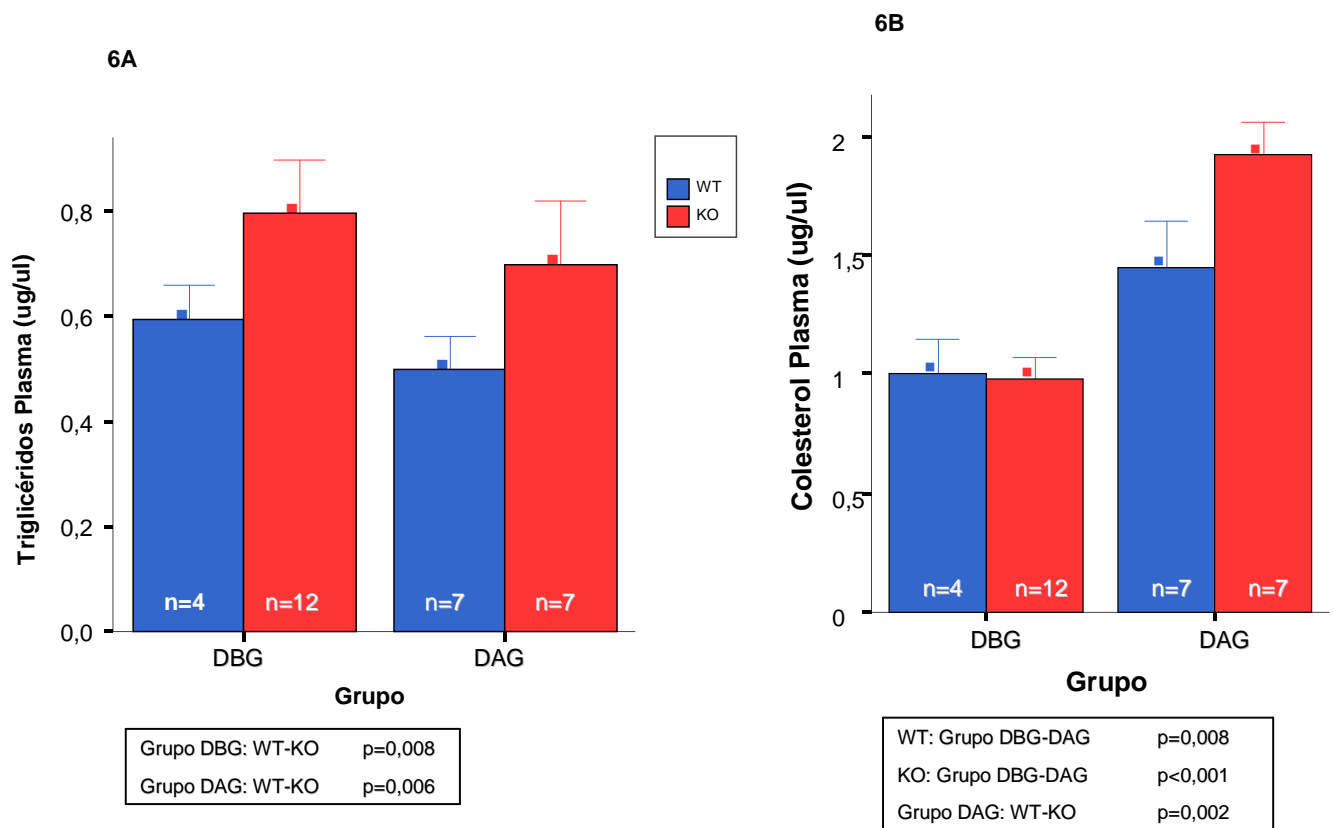 6A
Triglicéridos Plasma (ug/ul)
0,8
0,6
0,4
0,2
0,0
n=4
n=12
n=7
n=7
DBG
DAG
Grupo
WT
KO
Grupo DBG: WT-KO p=0,008
Grupo DAG: WT-KO p=0,006
6B
Colesterol Plasma (ug/ul)
2
1,5
1
0,5
0
n=4
n=12
n=7
n=7
DBG
DAG
Grupo
WT: Grupo DBG-DAG p=0,008
KO: Grupo DBG-DAG p<0,001
Grupo DAG: WT-KO p=0,002